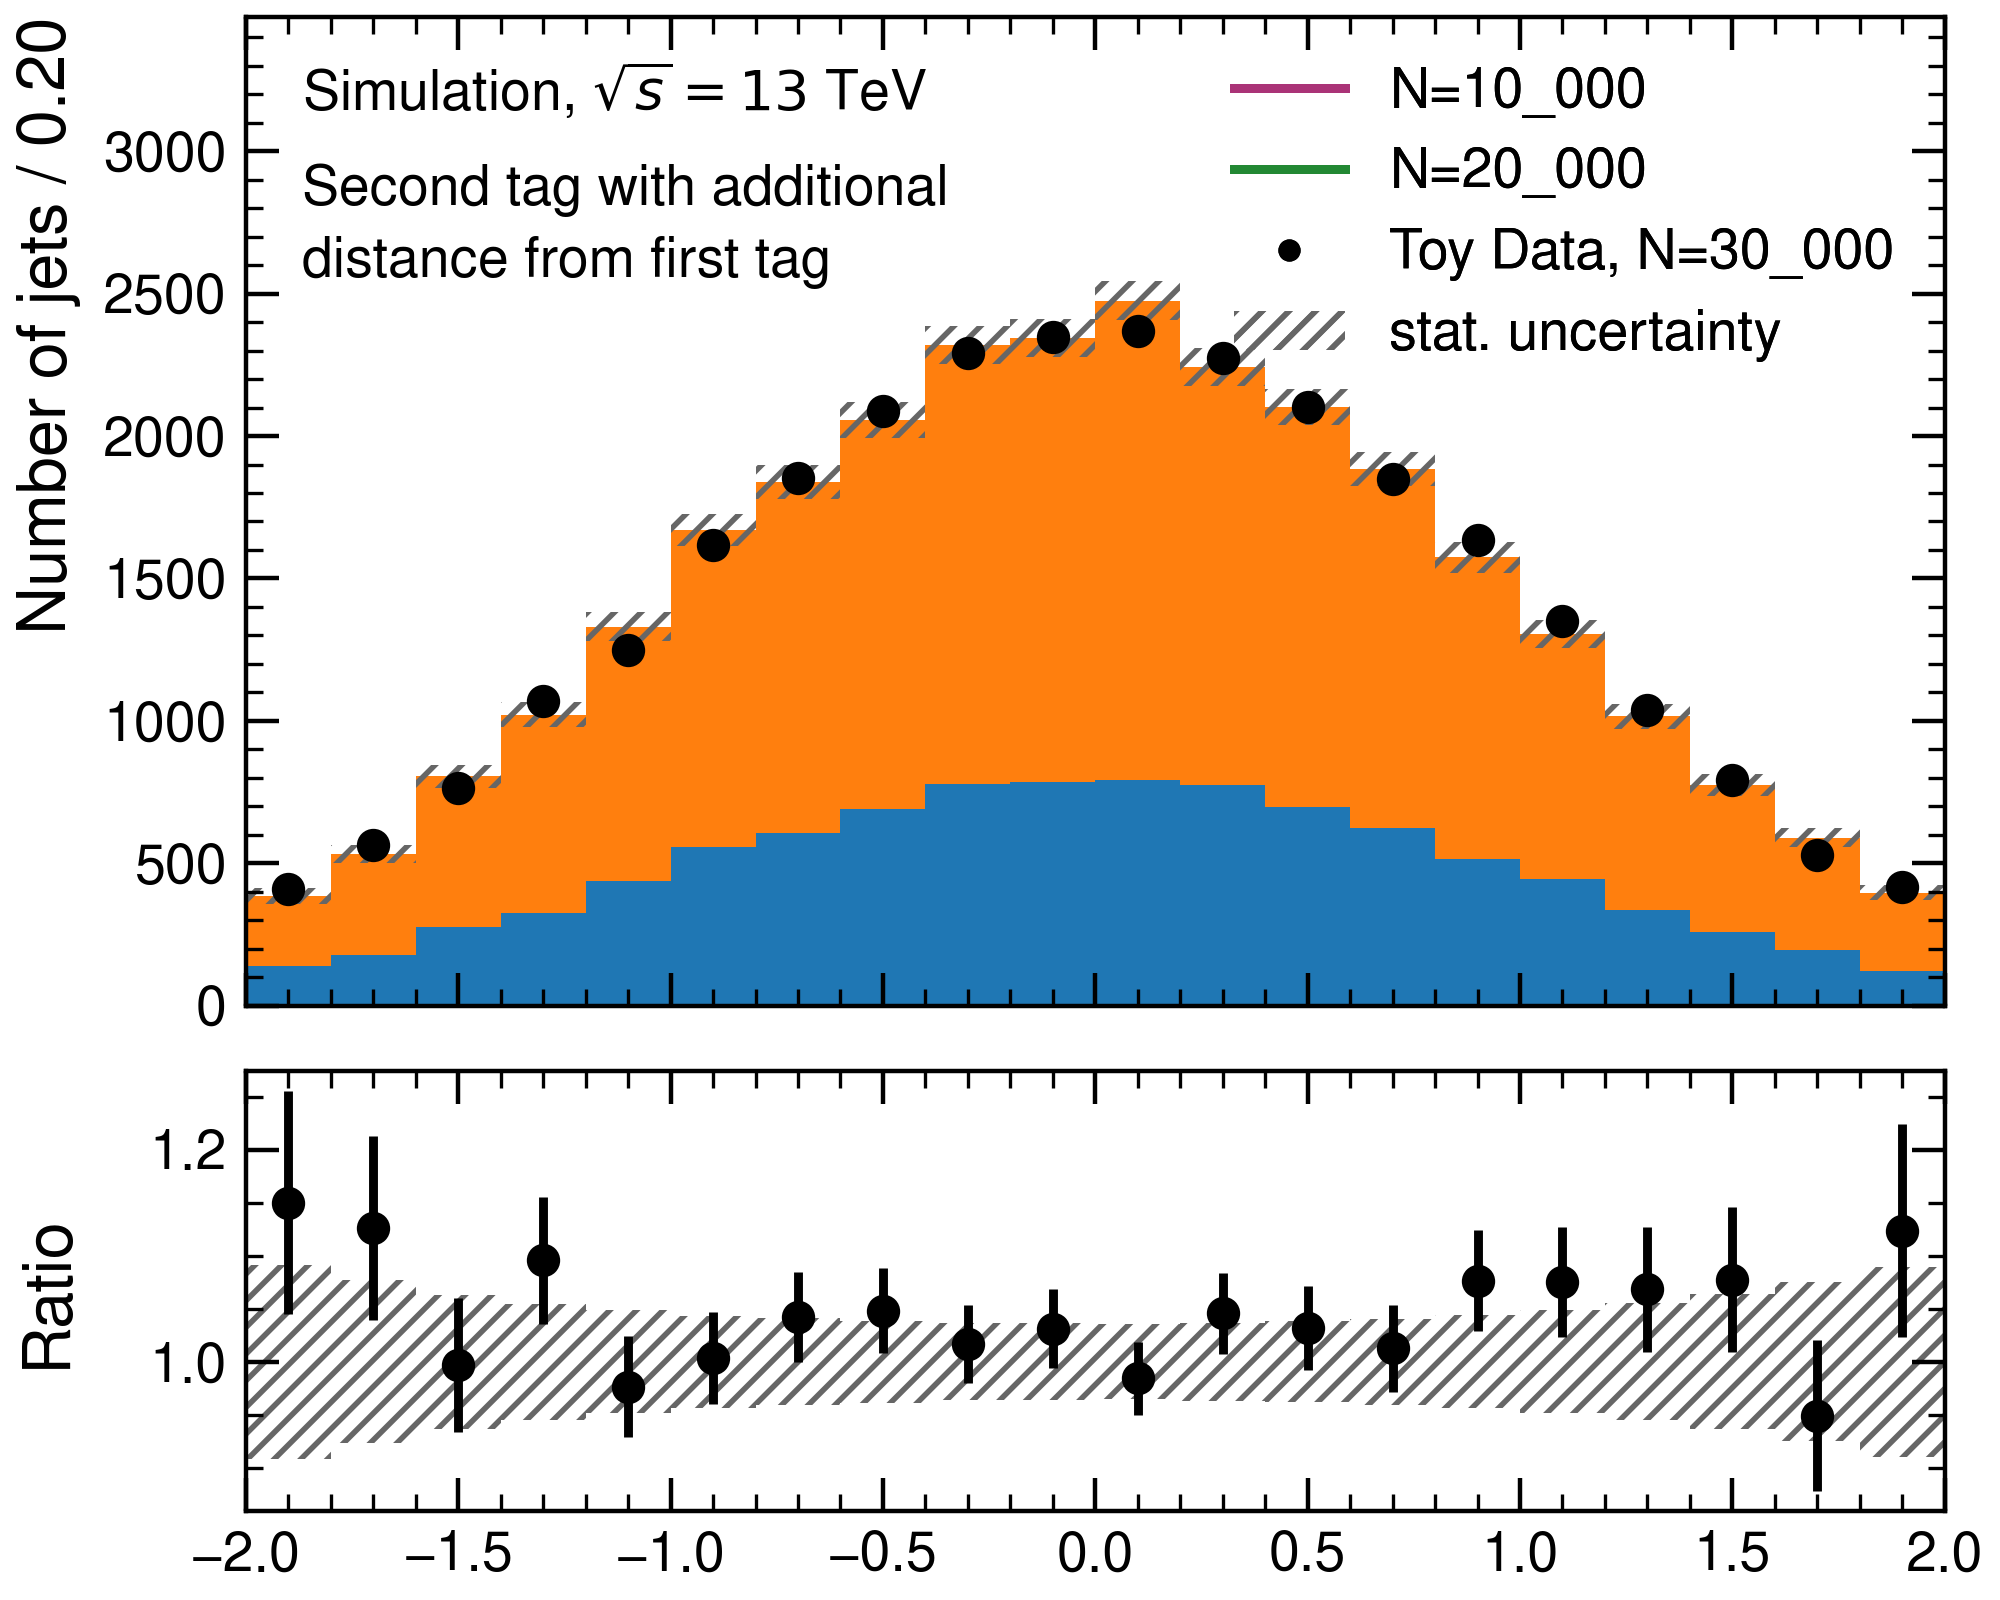 Number of jets / 0.20
Simulation, √s = 13 TeV
Second tag with additional
distance from first tag
N=10_000
N=20_000
Toy Data, N=30_000
stat. uncertainty
3000
2500
2000
1500
1000
500
0
Ratio
1.2
1.0
−2.0 −1.5 −1.0 −0.5 0.0 0.5 1.0 1.5 2.0